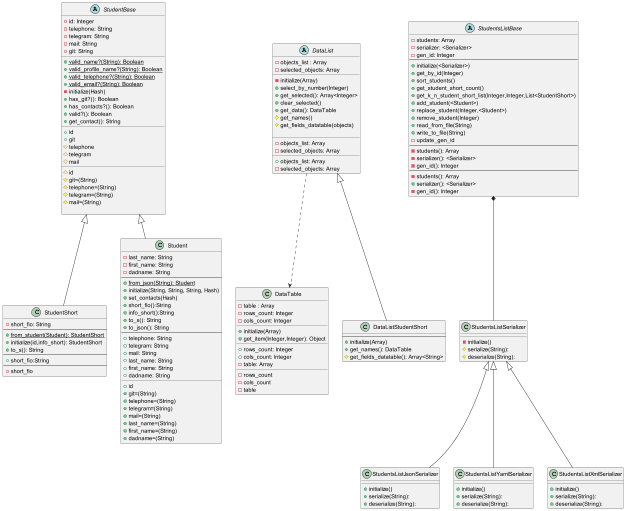 A StudentBase
id: Integer
telephone: String
telegram: String
mail: String
git: String
valid_name?(String): Boolean
valid_profile_name?(String): Boolean
valid_telephone?(String): Boolean
valid_email?(String): Boolean
initialize(Hash)
has_git?(): Boolean
has_contacts?(): Boolean
valid?(): Boolean
get_contact(): String
id
git
telephone
telegram
mail
id
git=(String)
telephone=(String)
telegram=(String)
mail=(String)
A DataList
objects_list : Array
selected_objects: Array
initialize(Array)
select_by_number(Integer)
get_selected(): Array<Integer>
clear_selected()
get_data(): DataTable
get_names()
get_fields_datatable(objects)
objects_list: Array
selected_objects: Array
objects_list: Array
selected_objects: Array
A StudentsListBase
students: Array
serializer: <Serializer>
gen_id: Integer
initialize(<Serializer>)
get_by_id(Integer)
sort_students()
get_student_short_count()
get_k_n_student_short_list(Integer,Integer,List<StudentShort>)
add_student(<Student>)
replace_student(Integer,<Student>)
remove_student(Integer)
read_from_file(String)
write_to_file(String)
update_gen_id
students(): Array
serializer(): <Serializer>
gen_id(): Integer
students(): Array
serializer(): <Serializer>
gen_id(): Integer
C StudentShort
short_fio: String
from_student(Student): StudentShort
initialize(id,info_short): StudentShort
to_s(): String
short_fio:String
short_fio
C Student
last_name: String
first_name: String
dadname: String
from_json(String): Student
initialize(String, String, String, Hash)
set_contacts(Hash)
short_fio():String
info_short():String
to_s(): String
to_json(): String
telephone: String
telegram: String
mail: String
last_name: String
first_name: String
dadname: String
id
git=(String)
telephone=(String)
telegram=(String)
mail=(String)
last_name=(String)
first_name=(String)
dadname=(String)
C DataTable
table : Array
rows_count: Integer
cols_count: Integer
initialize(Array)
get_item(Integer,Integer): Object
rows_count: Integer
cols_count: Integer
table: Array
rows_count
cols_count
table
C DataListStudentShort
initialize(Array)
get_names(): DataTable
get_fields_datatable(): Array<String>
C StudentsListSerializer
initialize()
serialize(String):
deserialize(String):
C StudentsListJsonSerializer
initialize()
serialize(String):
deserialize(String):
C StudentsListYamlSerializer
initialize()
serialize(String):
deserialize(String):
C StudentsListXmlSerializer
initialize()
serialize(String):
deserialize(String):